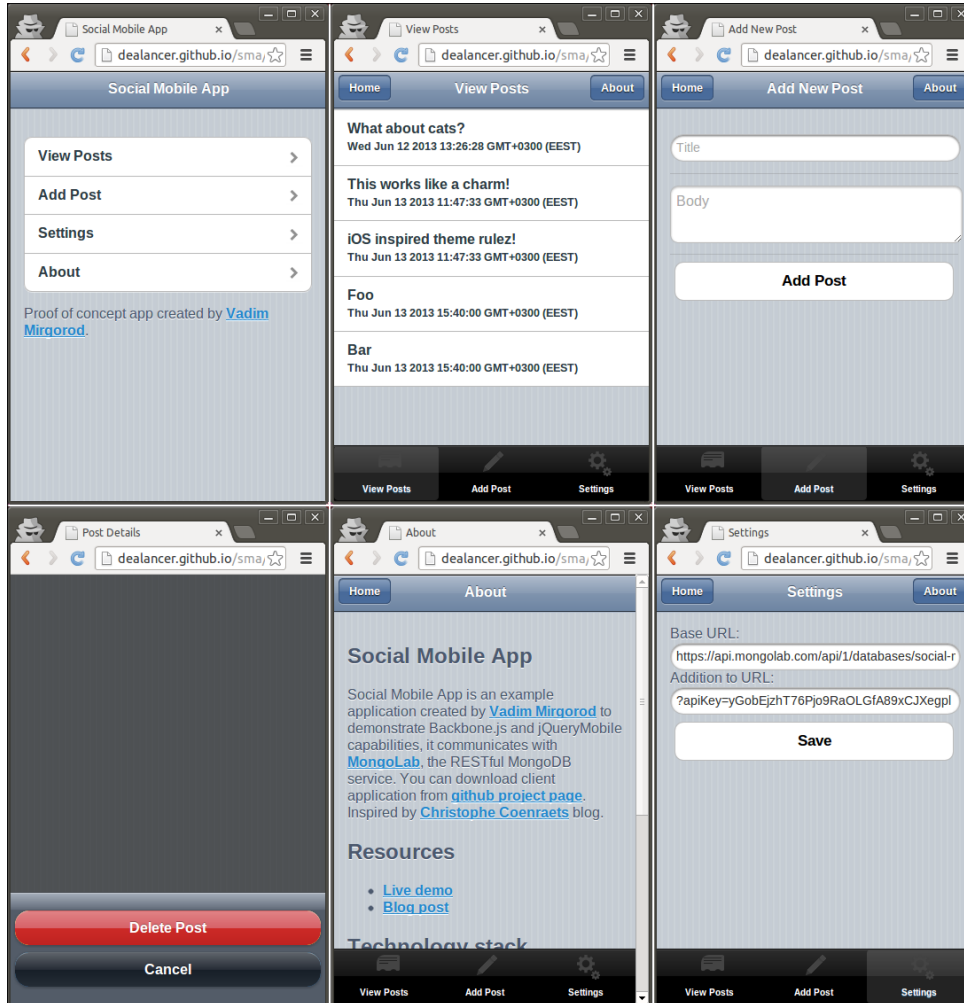 Social Mobile App
dealancer.github.io/sma/
Social Mobile App
View Posts
Add Post
Settings
About
Proof of concept app created by Vadim
Mirgorod.
View Posts
dealancer.github.io/sma/
Home View Posts About
What about cats?
Wed Jun 12 2013 13:26:28 GMT+0300 (EEST)
This works like a charm!
Thu Jun 13 2013 11:47:33 GMT+0300 (EEST)
iOS inspired theme rulez!
Thu Jun 13 2013 11:47:33 GMT+0300 (EEST)
Foo
Thu Jun 13 2013 15:40:00 GMT+0300 (EEST)
Bar
Thu Jun 13 2013 15:40:00 GMT+0300 (EEST)
View Posts Add Post Settings
Add New Post
dealancer.github.io/sma/
Home Add New Post About
Title
Body
Add Post
View Posts Add Post Settings
Post Details
dealancer.github.io/sma/
Delete Post
Cancel
About
dealancer.github.io/sma/
Home About
Social Mobile App
Social Mobile App is an example
application created by Vadim Mirgorod to
demonstrate Backbone.js and jQueryMobile
capabilities, it communicates with
MongoLab, the RESTful MongoDB
service. You can download client
application from github project page.
Inspired by Christophe Coenraets blog.
Resources
Live demo
Blog post
Technology stack
View Posts Add Post Settings
Settings
dealancer.github.io/sma/
Home Settings About
Base URL:
https://api.mongolab.com/api/1/databases/social-r
Addition to URL:
?apiKey=yGobEjzhT76Pjo9RaOLGfA89xCJXegpl
Save
View Posts Add Post Settings